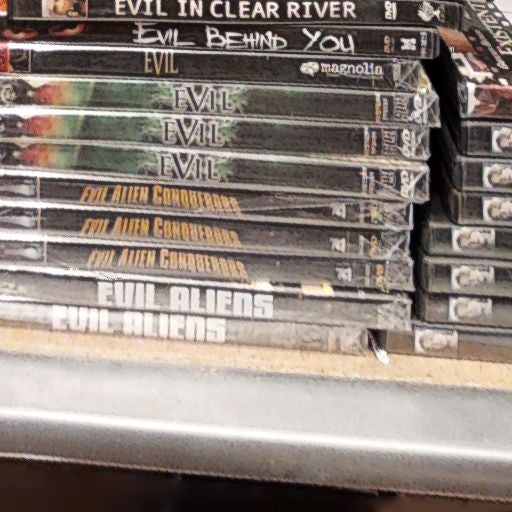 EVIL IN CLEAR RIVER
EVIL BEHIND YOU
EVIL magnolia
EVIL
EVIL
EVIL
EVIL ALIEN CONQUERORS
EVIL ALIEN CONQUERORS
EVIL ALIEN CONQUERORS
EVIL ALIENS
EVIL ALIENS